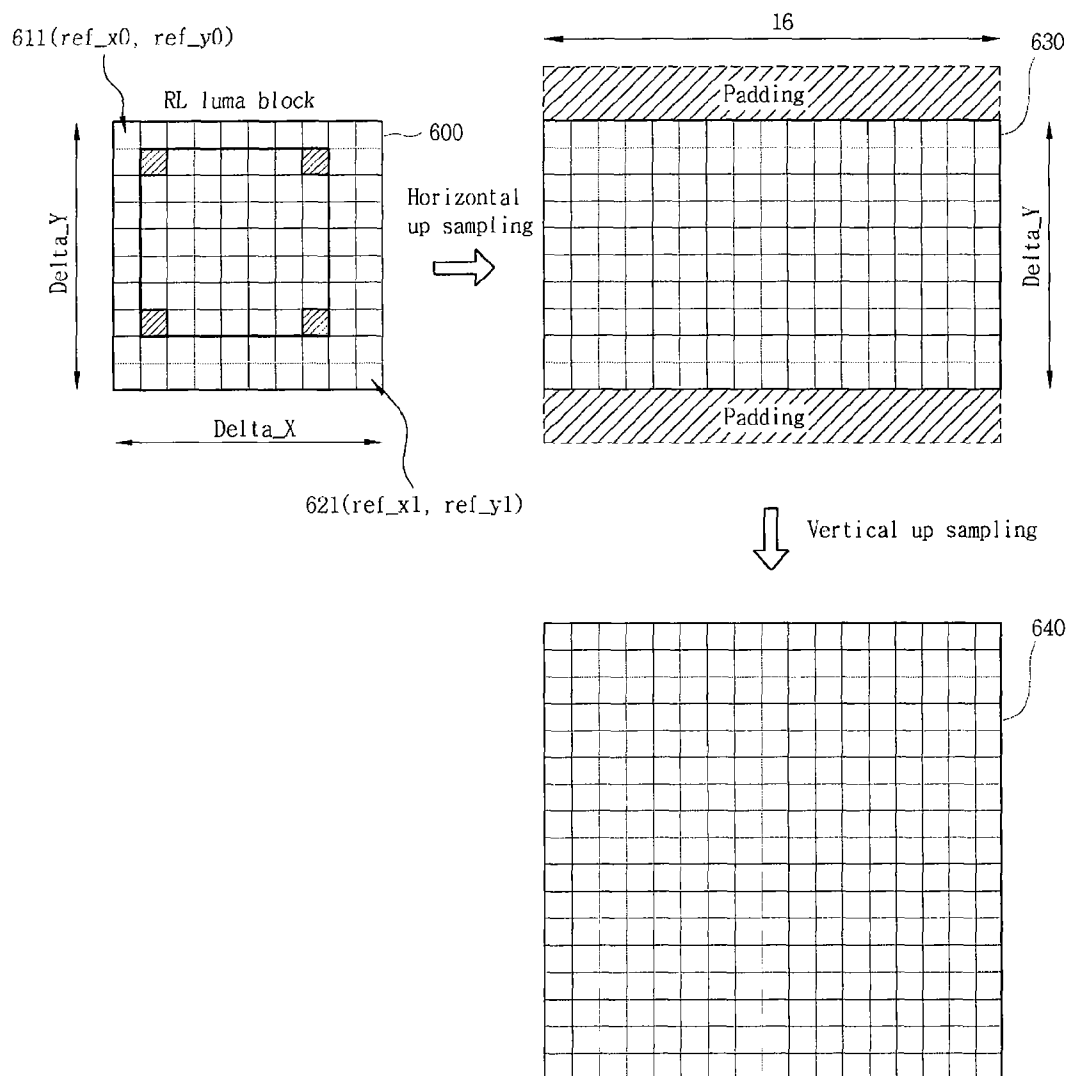 611(ref_x0, ref_y0)
RL luma block
600
Delta_Y
Delta_X
621(ref_x1, ref_y1)
Horizontal
up sampling
16
630
Padding
Delta_Y
Padding
Vertical up sampling
640